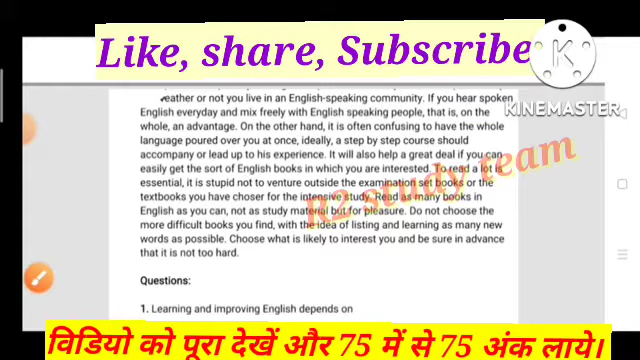 Like, share, Subscribe
K
KINEMASTER
eather or not you live in an English-speaking community. If you hear spoken
English everyday and mix freely with English speaking people, that is, on the
whole, an advantage. On the other hand, it is often confusing to have the whole
language poured over you at once, ideally, a step by step course should
accompany or lead up to his experience. It will also help a great deal if you can
easily get the sort of English books in which you are interested. To read a lot is
essential, it is stupid not to venture outside the examination set books or the
textbooks you have choser for the intensive study. Read as many books in
English as you can, not as study material but for pleasure. Do not choose the
more difficult books you find, with the idea of listing and learning as many new
words as possible. Choose what is likely to interest you and be sure in advance
that it is not too hard.
R2 study team
Questions:
1. Learning and improving English depends on
विडियो को पूरा देखें और 75 में से 75 अंक लाये।